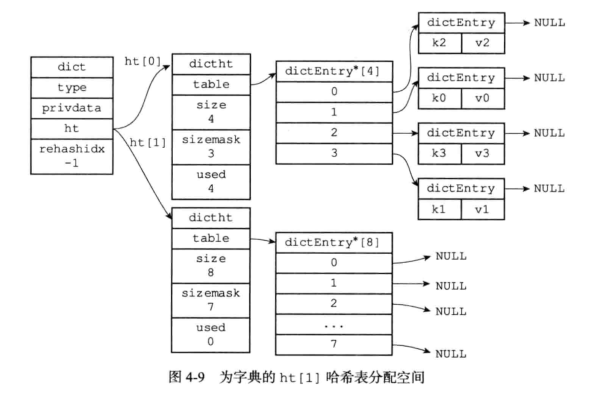 dict
type
privdata
ht
rehashidx
-1
ht[0]
ht[1]
dictht
table
size
4
sizemask
3
used
4
dictEntry*[4]
0
1
2
3
dictEntry
k2 v2
NULL
dictEntry
k0 v0
NULL
dictEntry
k3 v3
NULL
dictEntry
k1 v1
NULL
dictht
table
size
8
sizemask
7
used
0
dictEntry*[8]
0
1
2
...
7
NULL
NULL
NULL
NULL
图 4-9 为字典的 ht[1] 哈希表分配空间